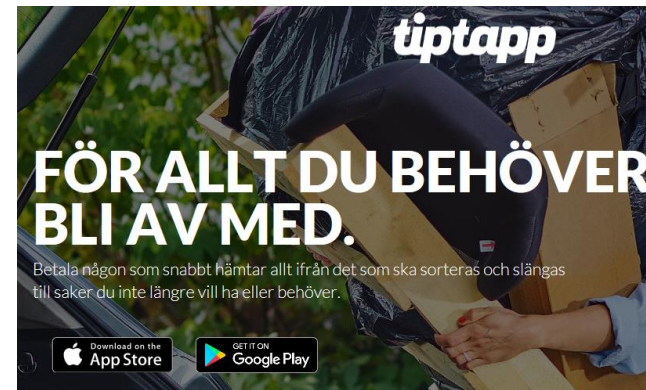 tiptapp
FÖR ALLT DU BEHÖVER
BLI AV MED.
Betala någon som snabbt hämtar allt ifrån det som ska sorteras och slängas
till saker du inte längre vill ha eller behöver.
Download on the
App Store
GET IT ON
Google Play